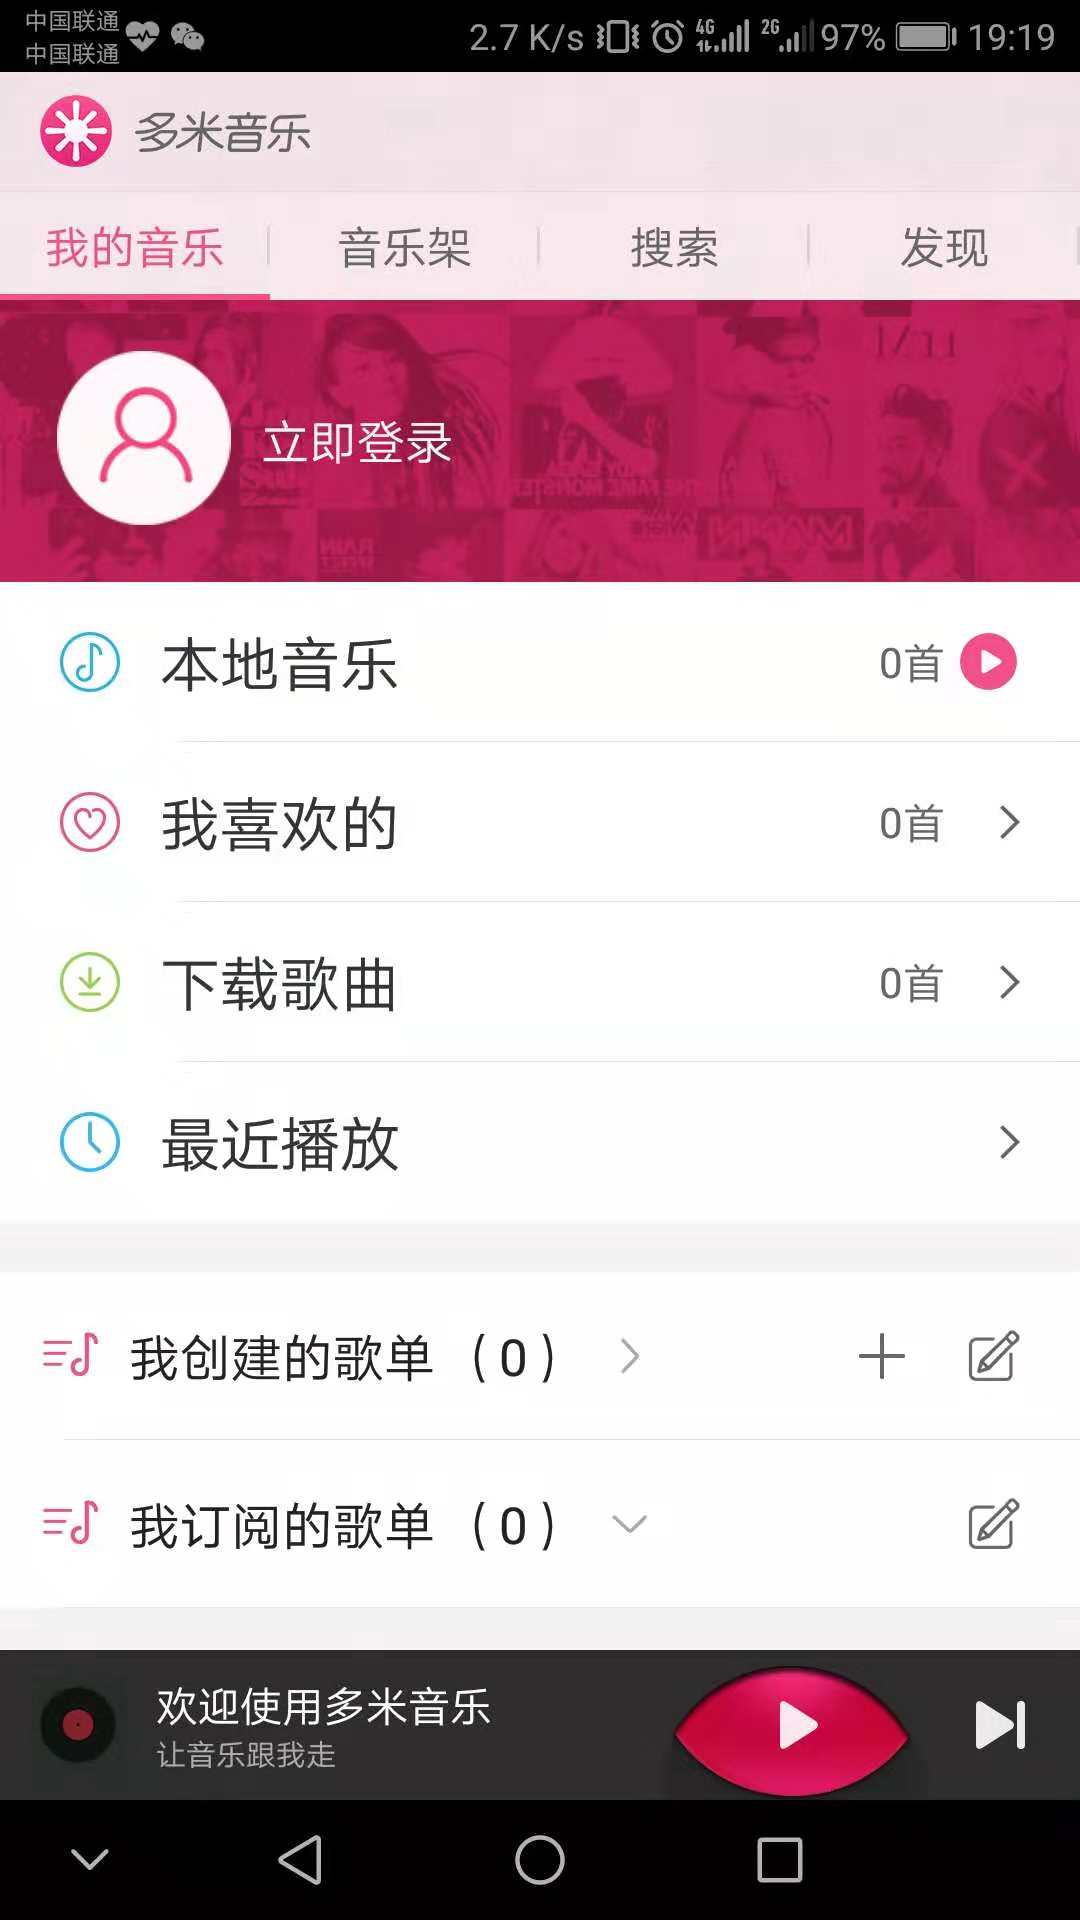 中国联通
中国联通
2.7 K/s 4G 2G 97% 19:19
多米音乐
我的音乐 音乐架 搜索 发现
立即登录
本地音乐 0首
我喜欢的 0首
下载歌曲 0首
最近播放
我创建的歌单 (0)
我订阅的歌单 (0)
欢迎使用多米音乐
让音乐跟我走